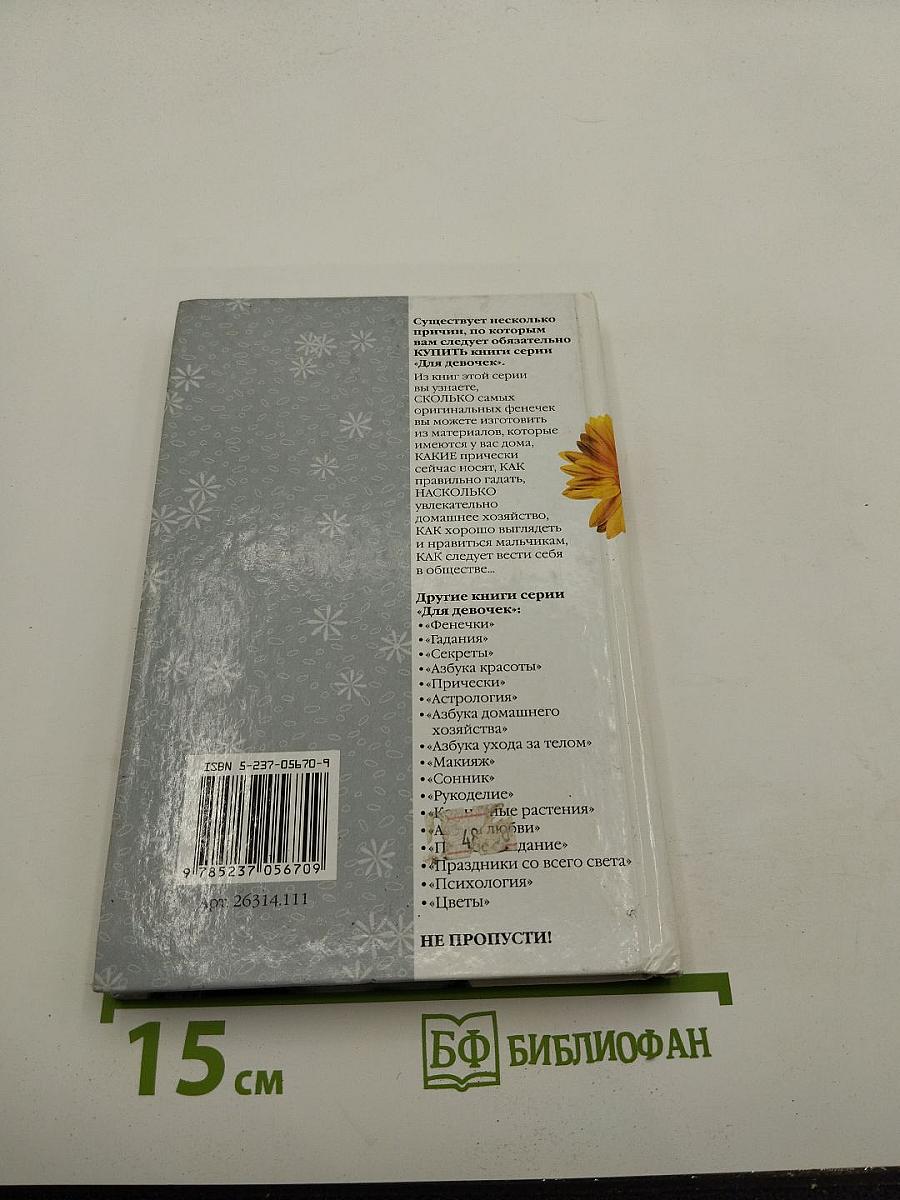 Существует несколько
причин, по которым
вам следует обязательно
КУПИТЬ книги серии
«Для девочек».
Из книг этой серии
вы узнаете,
СКОЛЬКО самых
оригинальных фенечек
вы можете изготовить
из материалов, которые
имеются у вас дома,
КАКИЕ прически
сейчас носят, КАК
правильно гадать,
НАСКОЛЬКО
увлекательно
домашнее хозяйство,
КАК хорошо выглядеть
и нравиться мальчикам,
КАК следует вести себя
в обществе...
Другие книги серии
«Для девочек»:
• «Фенечки»
• «Гадания»
• «Секреты»
• «Азбука красоты»
• «Прически»
• «Астрология»
• «Азбука домашнего
хозяйства»
• «Азбука ухода за телом»
• «Макияж»
• «Сонник»
• «Рукоделие»
растения»
любви»
• «Праздники со всего света»
• «Психология»
• «Цветы»
НЕ ПРОПУСТИ!
ISBN 5-237-05670-9
9 785237 056709
Арт. 26314.111
15 см
БФ БИБЛИОФАН